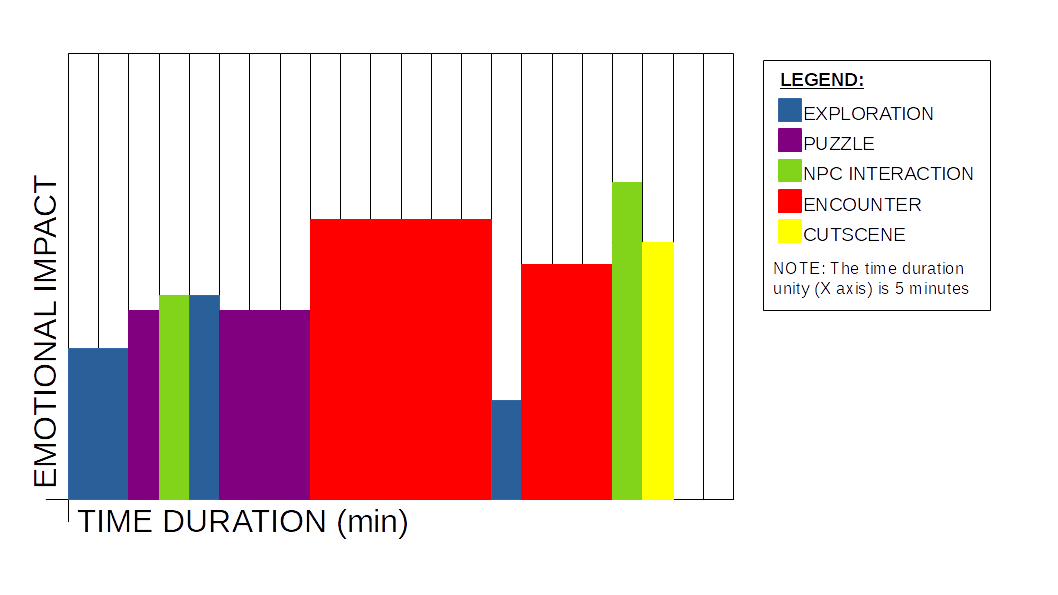 EMOTIONAL IMPACT
TIME DURATION (min)
LEGEND:
EXPLORATION
PUZZLE
NPC INTERACTION
ENCOUNTER
CUTSCENE
NOTE: The time duration
unity (X axis) is 5 minutes